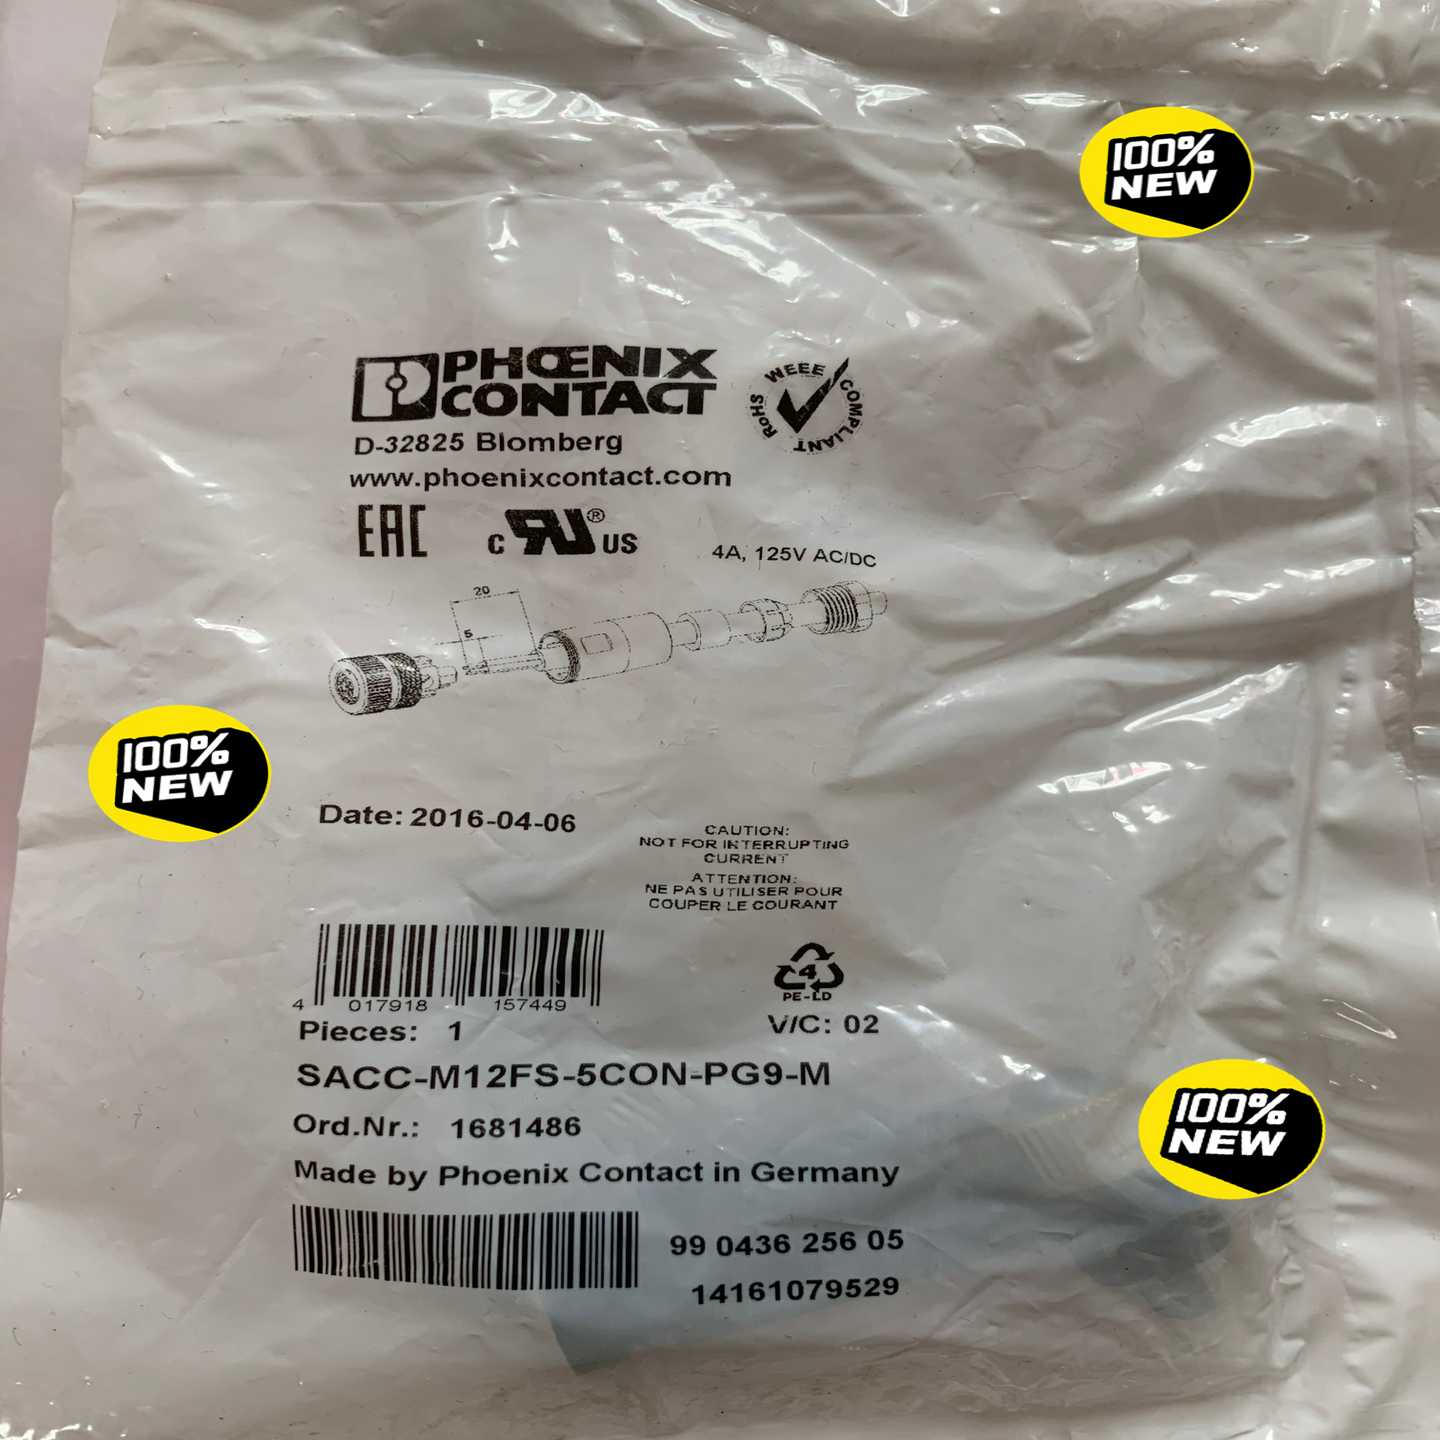 100%
NEW
PHOENIX
CONTACT
WEEE COMPLIANT RoHS
D-32825 Blomberg
www.phoenixcontact.com
EAC
c RU® US
4A, 125V AC/DC
20
5
100%
NEW
Date: 2016-04-06
CAUTION:
NOT FOR INTERRUPTING
CURRENT
ATTENTION:
NE PAS UTILISER POUR
COUPER LE COURANT
4 017918 157449
4
PE-LD
Pieces: 1
V/C: 02
SACC-M12FS-5CON-PG9-M
Ord.Nr.: 1681486
100%
NEW
Made by Phoenix Contact in Germany
99 0436 256 05
14161079529